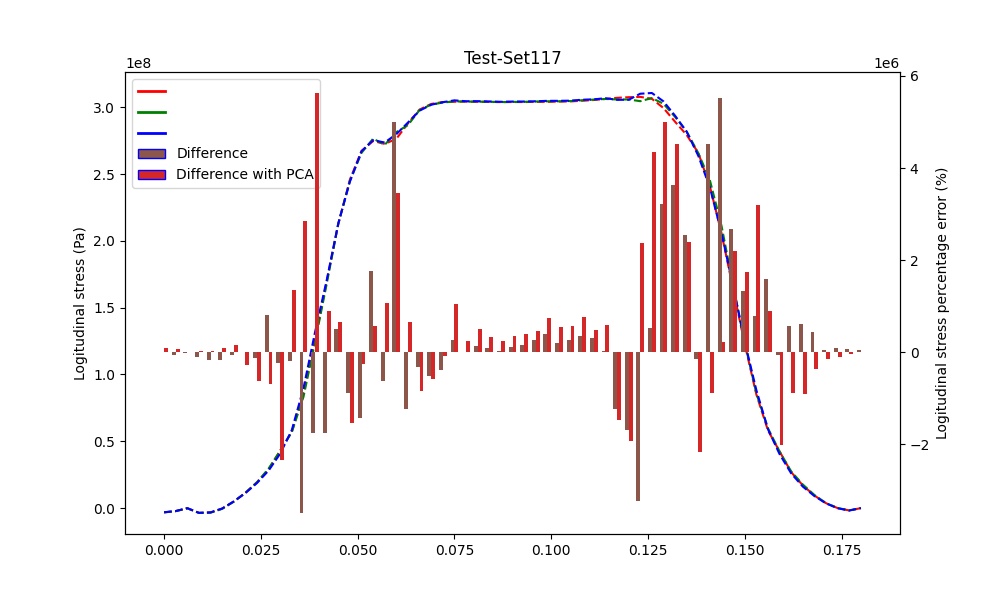 Test-Set117
1e8
1e6
Difference
Difference with PCA
Longitudinal stress (Pa)
3.0
2.5
2.0
1.5
1.0
0.5
0.0
6
4
2
0
−2
Longitudinal stress percentage error (%)
0.000 0.025 0.050 0.075 0.100 0.125 0.150 0.175